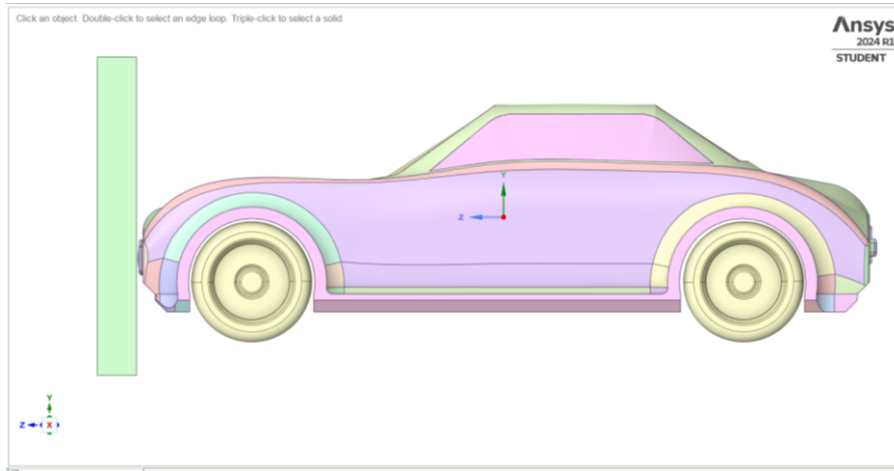 Click an object. Double-click to select an edge loop. Triple-click to select a solid.
Ansys
2024 R1
STUDENT
Y
Z
Y
Z
X